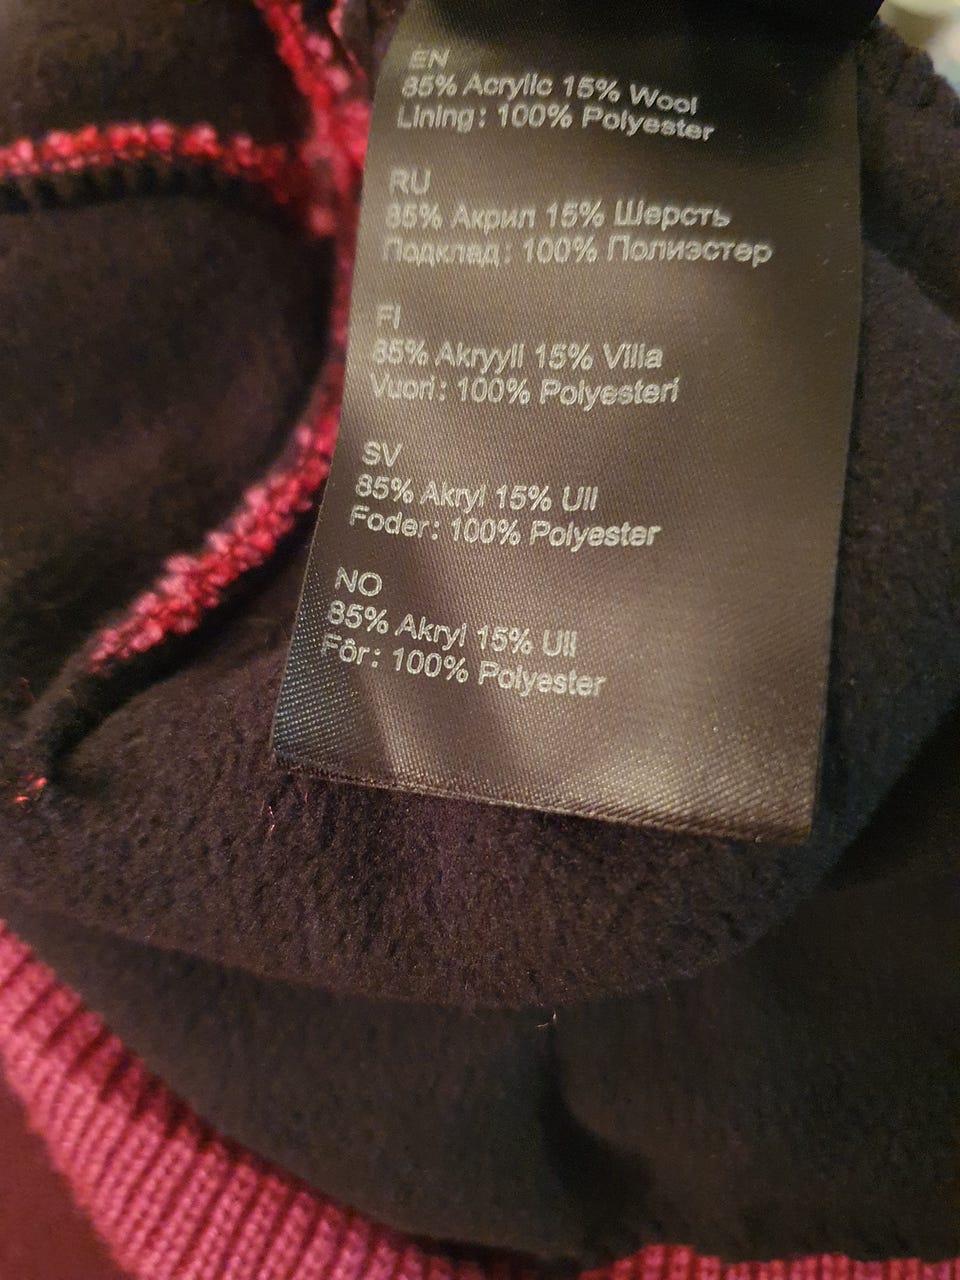 EN
85% Acrylic 15% Wool
Lining: 100% Polyester
RU
85% Акрил 15% Шерсть
Подклад: 100% Полиэстер
FI
85% Akryyli 15% Villa
Vuori: 100% Polyesteri
SV
85% Akryl 15% Ull
Foder: 100% Polyester
NO
85% Akryl 15% Ull
Fôr: 100% Polyester